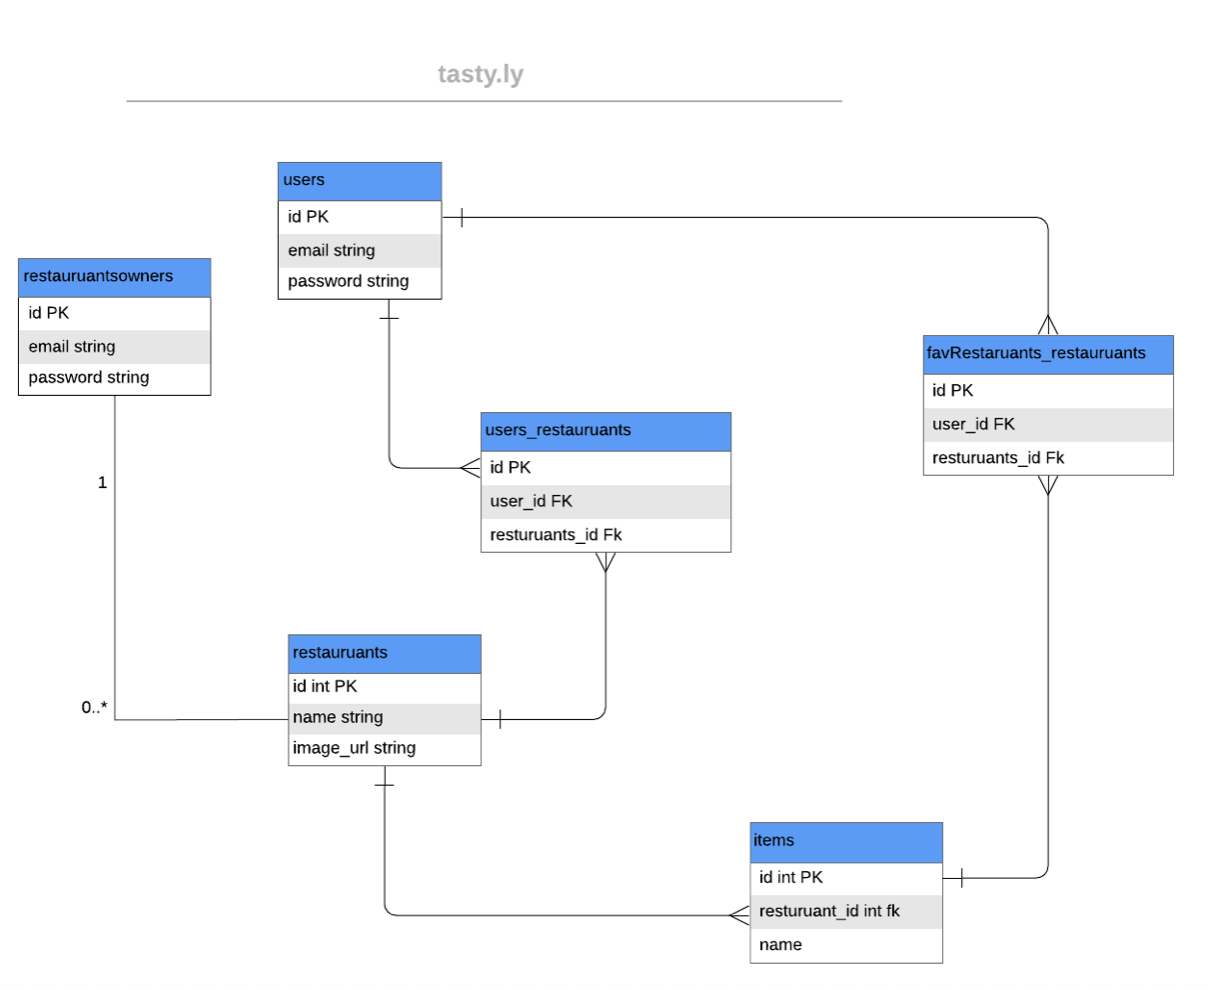 tasty.ly
users
id PK
email string
password string
restauruantsowners
id PK
email string
password string
favRestaruants_restauruants
id PK
user_id FK
resturuants_id Fk
users_restauruants
id PK
user_id FK
resturuants_id Fk
1
0..*
restauruants
id int PK
name string
image_url string
items
id int PK
resturuant_id int fk
name